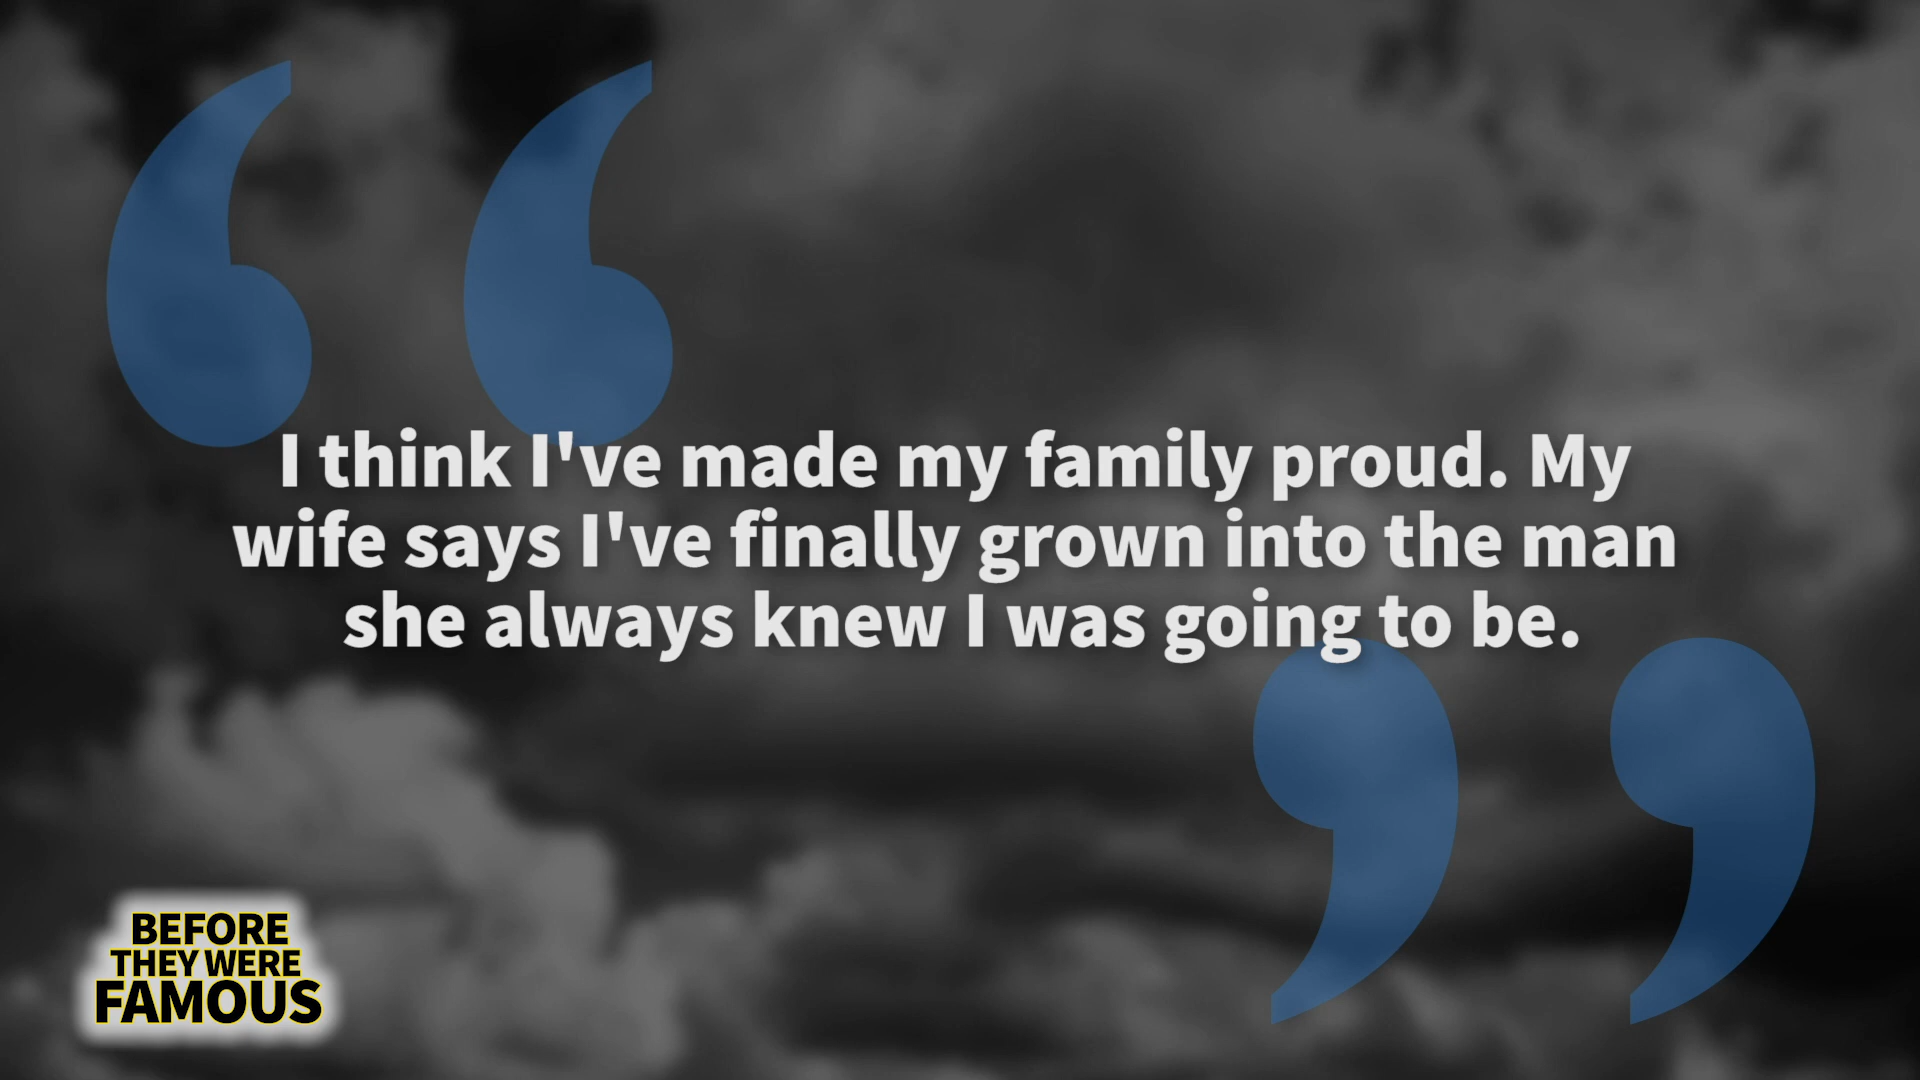 I think I've made my family proud. My
wife says I've finally grown into the man
she always knew I was going to be.
BEFORE
THEY WERE
FAMOUS